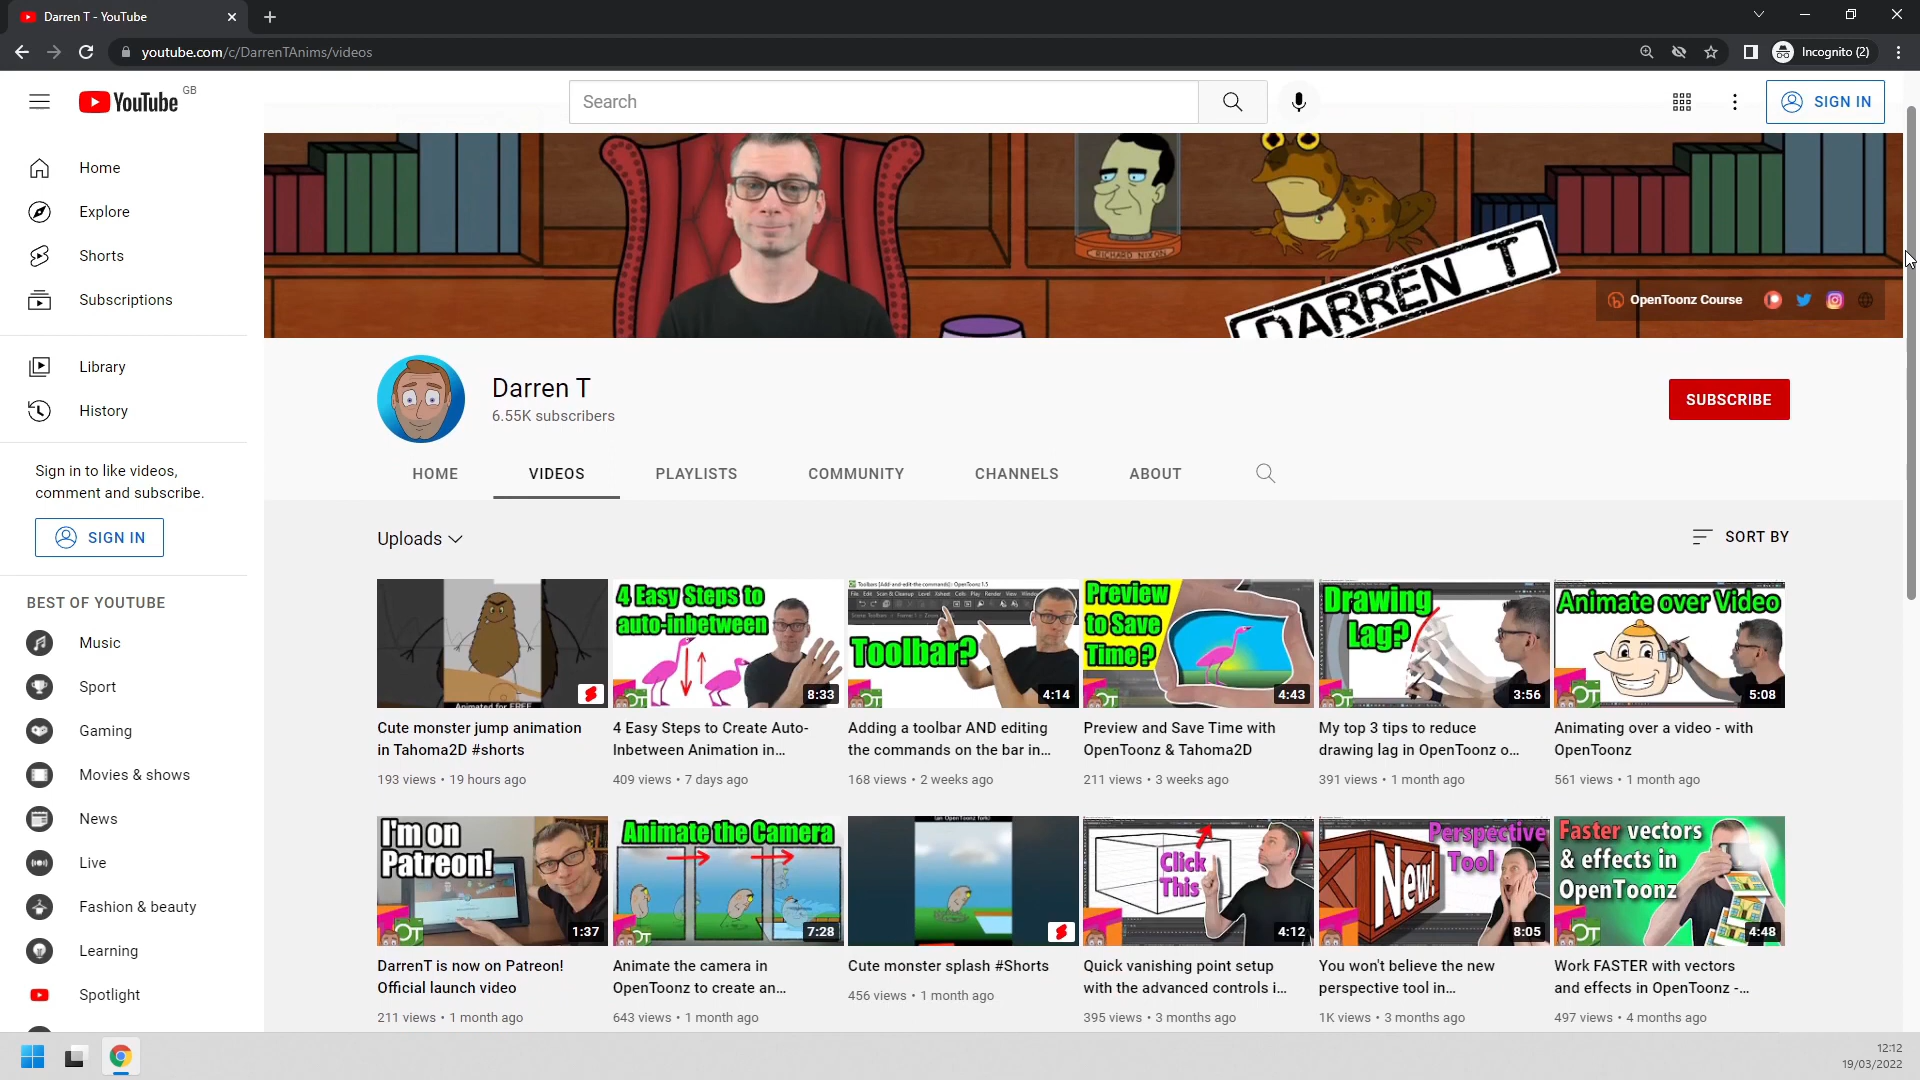 Darren T - YouTube
youtube.com/c/DarrenTAnims/videos
Incognito (2)
YouTube GB
Search
SIGN IN
Home
Explore
Shorts
Subscriptions
Library
History
Sign in to like videos,
comment and subscribe.
SIGN IN
BEST OF YOUTUBE
Music
Sport
Gaming
Movies & shows
News
Live
Fashion & beauty
Learning
Spotlight
RICHARD NIXON
DARREN T
OpenToonz Course
Darren T
6.55K subscribers
SUBSCRIBE
HOME
VIDEOS
PLAYLISTS
COMMUNITY
CHANNELS
ABOUT
Uploads
SORT BY
Animated for FREE
Cute monster jump animation
in Tahoma2D #shorts
193 views • 19 hours ago
4 Easy Steps to
auto-inbetween
8:33
4 Easy Steps to Create Auto-
Inbetween Animation in...
409 views • 7 days ago
Toolbar?
OT
4:14
Adding a toolbar AND editing
the commands on the bar in...
168 views • 2 weeks ago
Preview
to Save
Time?
OT
4:43
Preview and Save Time with
OpenToonz & Tahoma2D
211 views • 3 weeks ago
Drawing
Lag?
OT
3:56
My top 3 tips to reduce
drawing lag in OpenToonz o...
391 views • 1 month ago
Animate over Video
OT
5:08
Animating over a video - with
OpenToonz
561 views • 1 month ago
I'm on
Patreon!
OT
1:37
DarrenT is now on Patreon!
Official launch video
211 views • 1 month ago
Animate the Camera
OT
7:28
Animate the camera in
OpenToonz to create an...
643 views • 1 month ago
Cute monster splash #Shorts
456 views • 1 month ago
Click
This
OT
4:12
Quick vanishing point setup
with the advanced controls i...
395 views • 3 months ago
Perspective
Tool
New!
OT
8:05
You won't believe the new
perspective tool in...
1K views • 3 months ago
Faster vectors
& effects in
OpenToonz
OT
4:48
Work FASTER with vectors
and effects in OpenToonz -...
497 views • 4 months ago
12:12
19/03/2022